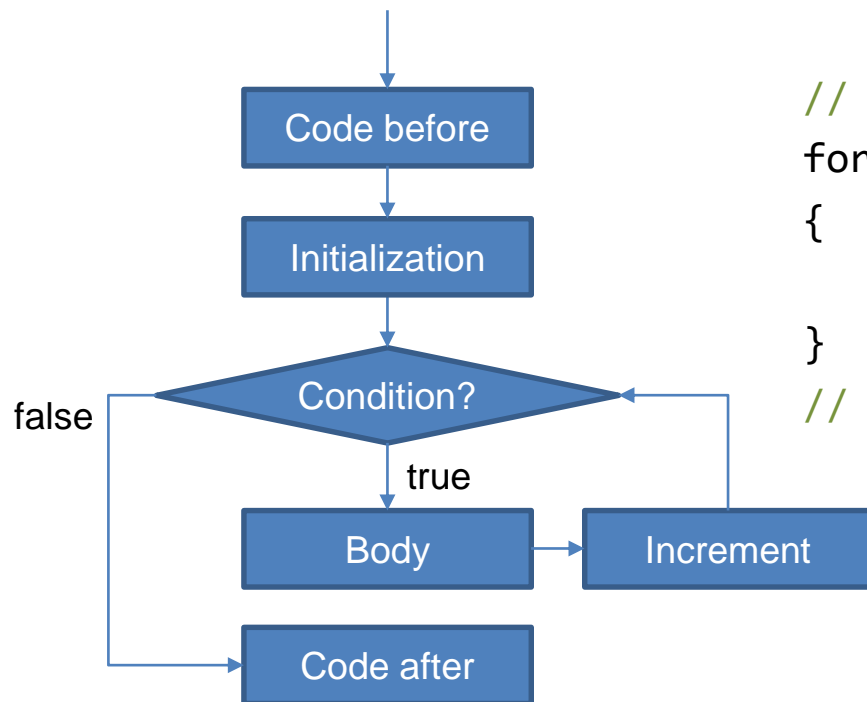 Code before
Initialization
Condition?
false
true
Body
Increment
Code after
//
for
{
}
//